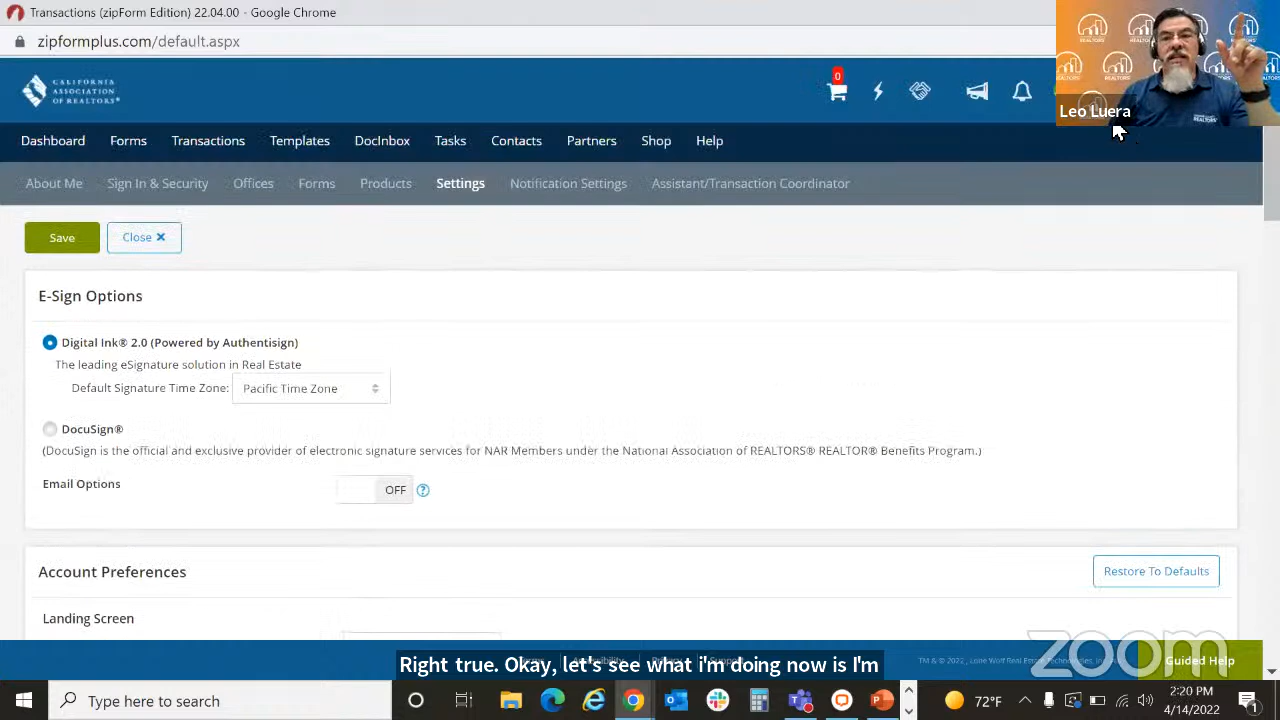 Transactions (zipForm Edition) 22.04.00 - Google Chrome
zipformplus.com/default.aspx
CALIFORNIA
ASSOCIATION
OF REALTORS®
0
Leo Luera
Dashboard Forms Transactions Templates DocInbox Tasks Contacts Partners Shop Help
About Me Sign In & Security Offices Forms Products Settings Notification Settings Assistant/Transaction Coordinator
Save Close ×
E-Sign Options
Digital Ink® 2.0 (Powered by Authentisign)
The leading eSignature solution in Real Estate
Default Signature Time Zone: Pacific Time Zone
DocuSign®
(DocuSign is the official and exclusive provider of electronic signature services for NAR Members under the National Association of REALTORS® REALTOR® Benefits Program.)
Email Options OFF ?
Account Preferences
Restore To Defaults
Landing Screen
zoom
Right true. Okay, let's see what i'm doing now is I'm
TM & © 2022, Lone Wolf Real Estate Technologies, Inc.
Guided Help
Type here to search
72°F
2:20 PM
4/14/2022
1